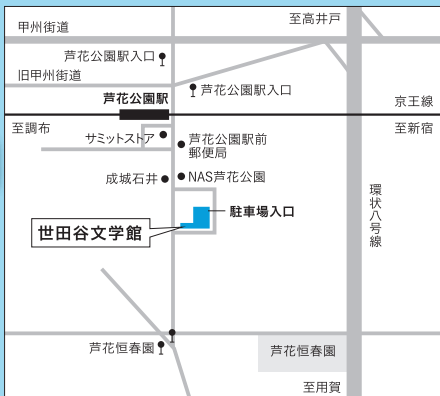 至高井戸
甲州街道
芦花公園駅入口
旧甲州街道
芦花公園駅入口
芦花公園駅
京王線
至調布
至新宿
サミットストア
芦花公園駅前
郵便局
成城石井
NAS芦花公園
環状八号線
駐車場入口
世田谷文学館
芦花恒春園
芦花恒春園
至用賀